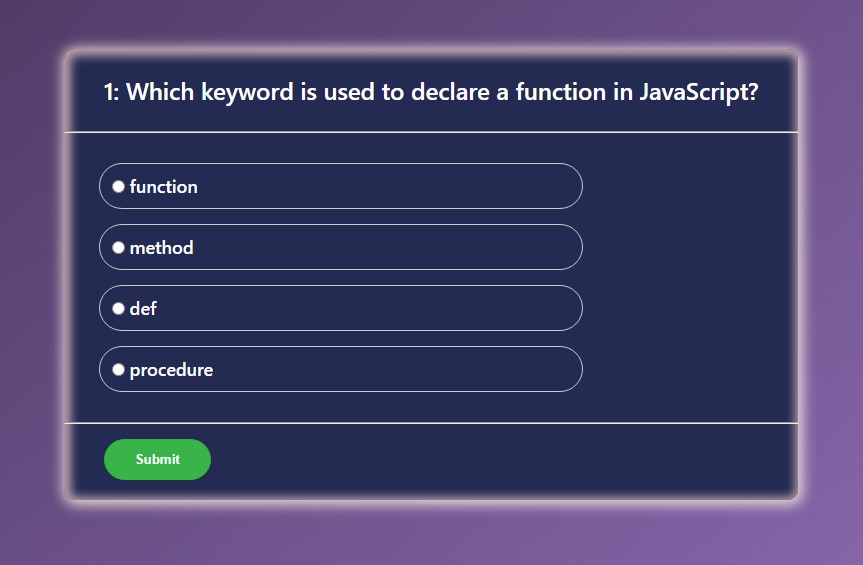 1: Which keyword is used to declare a function in JavaScript?
function
method
def
procedure
Submit